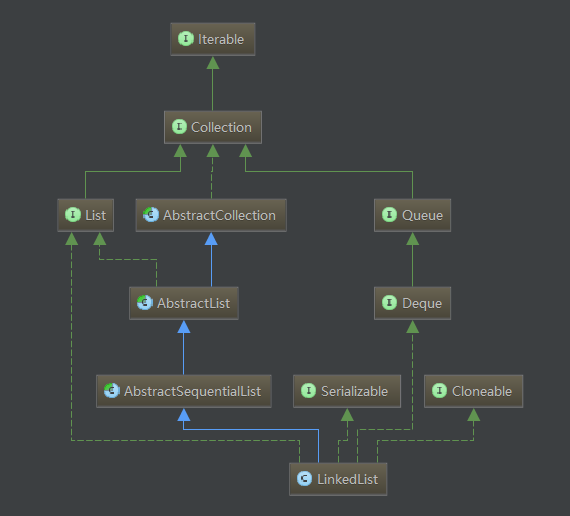 I Iterable
I Collection
I List
C AbstractCollection
I Queue
C AbstractList
I Deque
C AbstractSequentialList
I Serializable
I Cloneable
C LinkedList